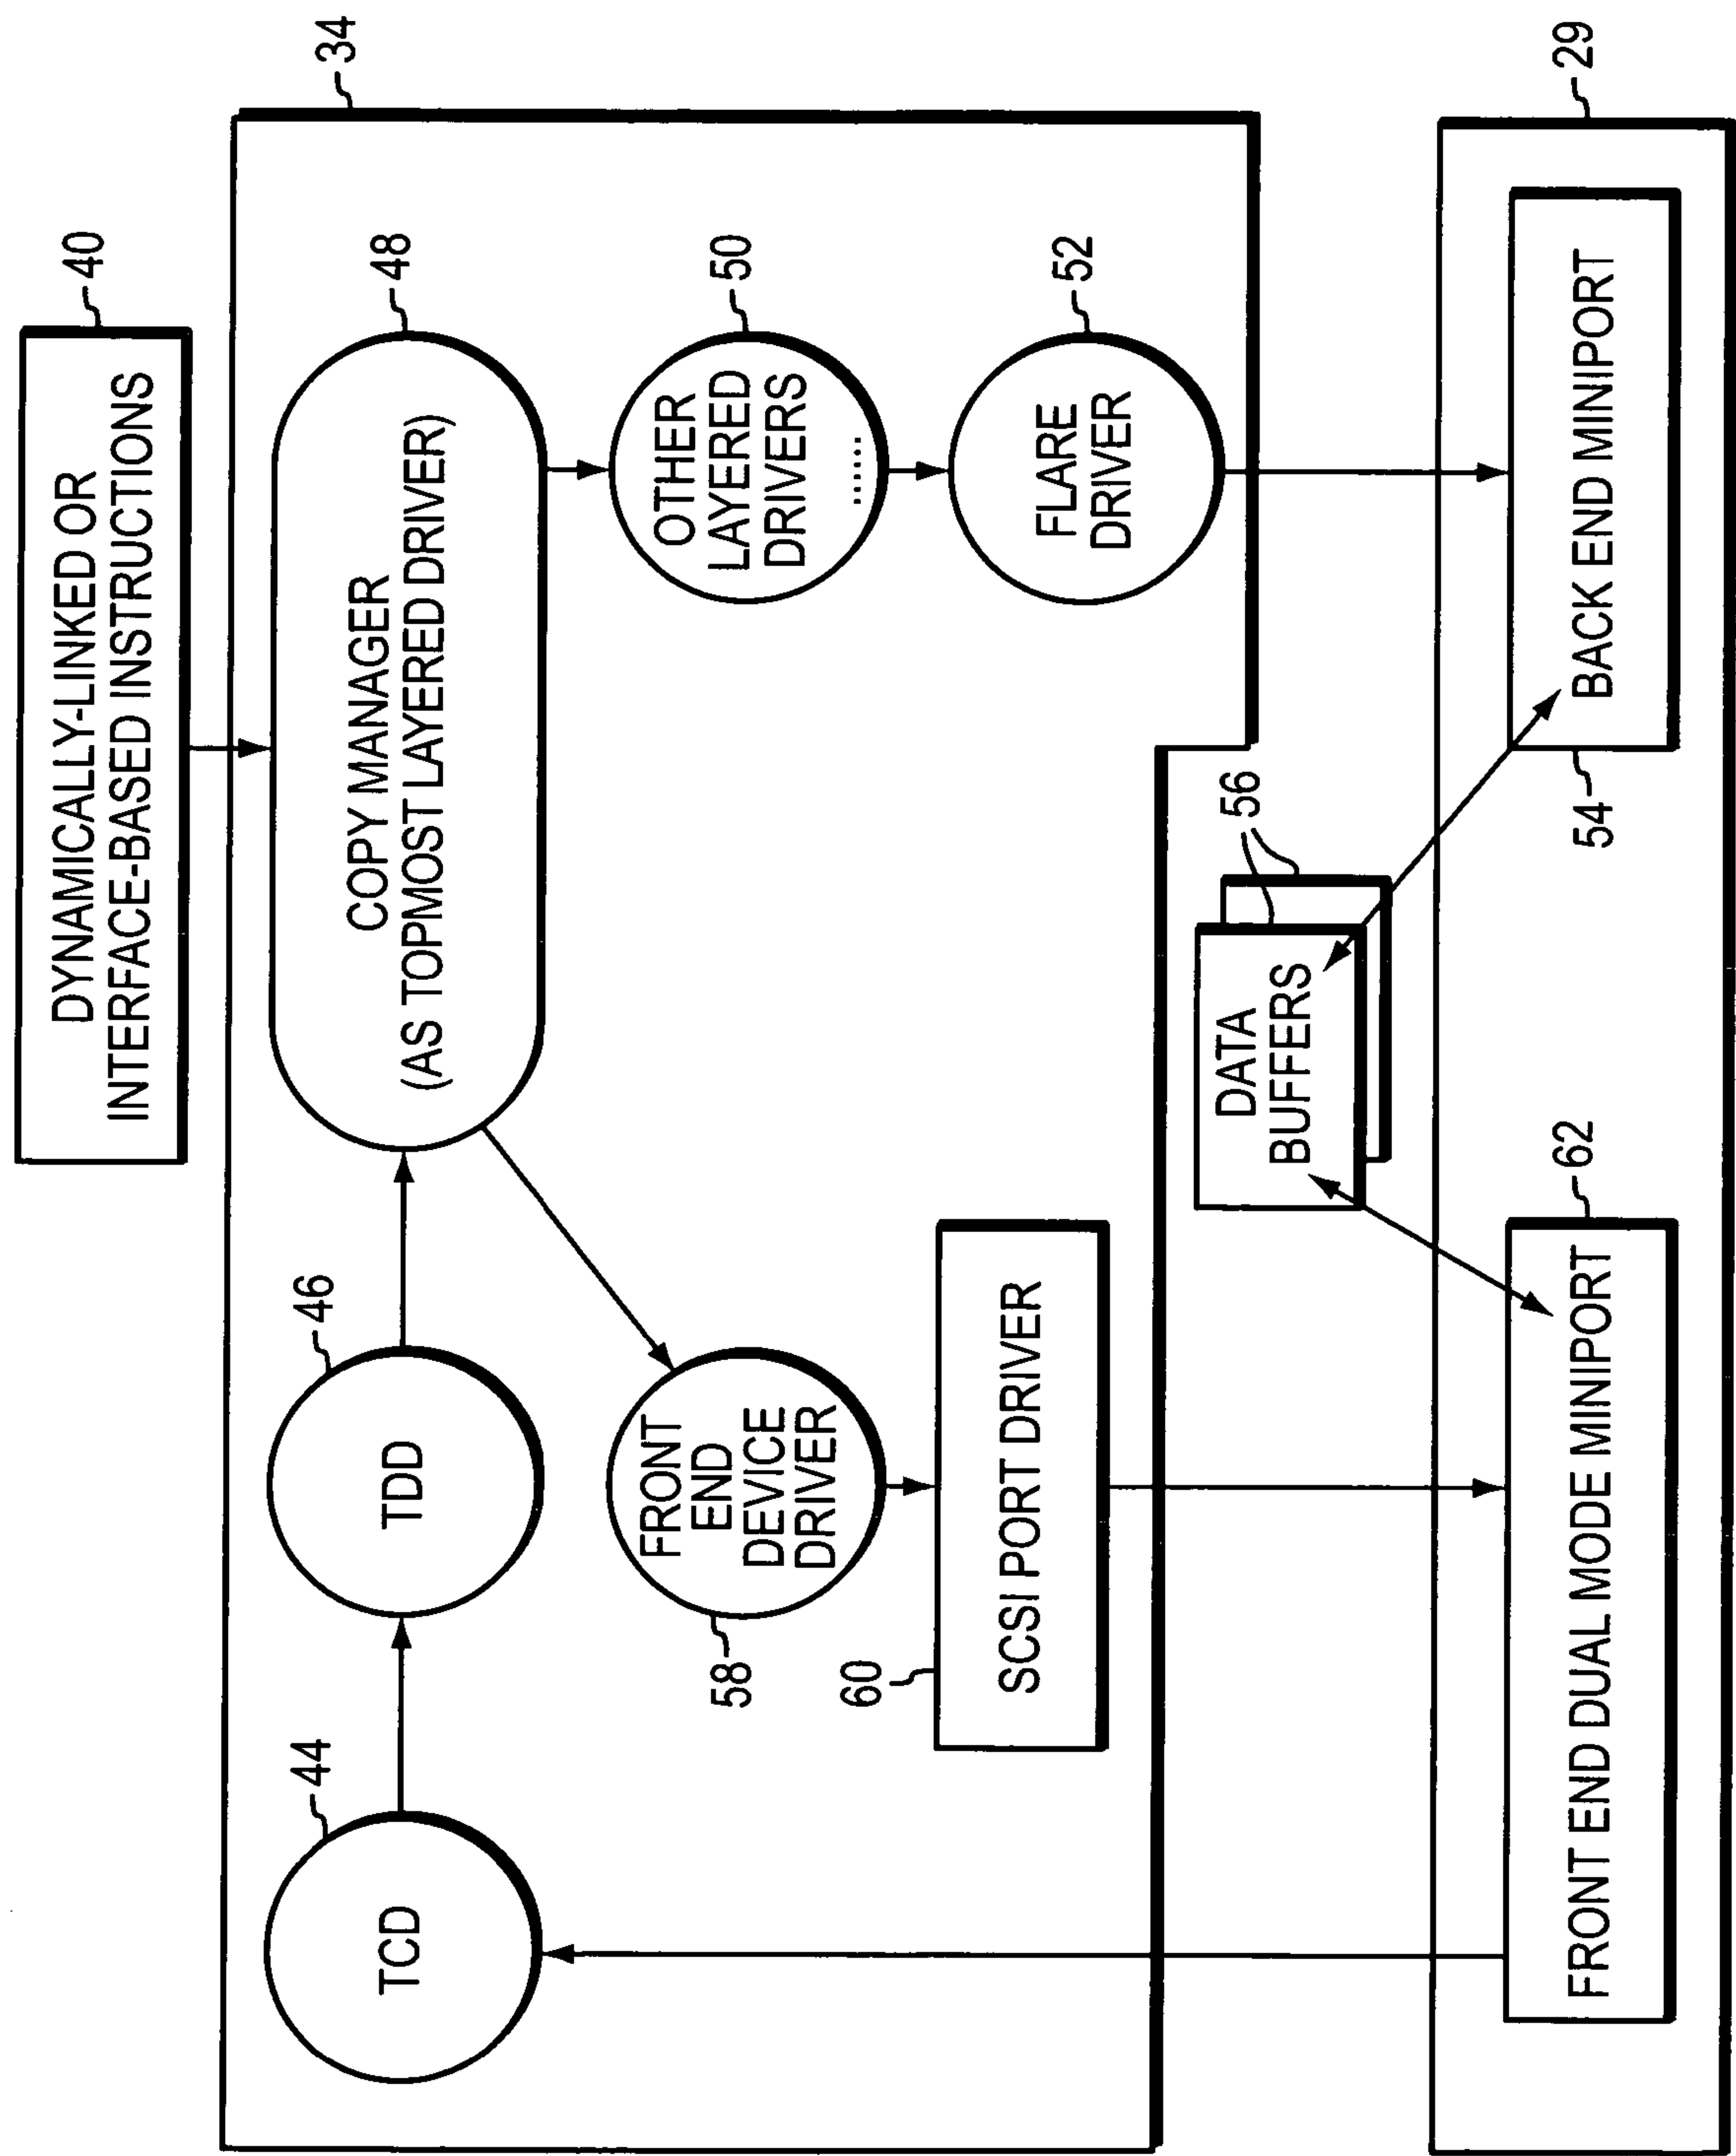 DYNAMICALLY-LINKED OR
INTERFACE-BASED INSTRUCTIONS
40
34
44
TCD
46
TDD
48
COPY MANAGER
(AS TOPMOST LAYERED DRIVER)
FRONT
END
DEVICE
DRIVER
58
OTHER
LAYERED
DRIVERS
......
50
60
SCSI PORT DRIVER
FLARE
DRIVER
52
DATA
BUFFERS
56
29
62
FRONT END DUAL MODE MINIPORT
54
BACK END MINIPORT